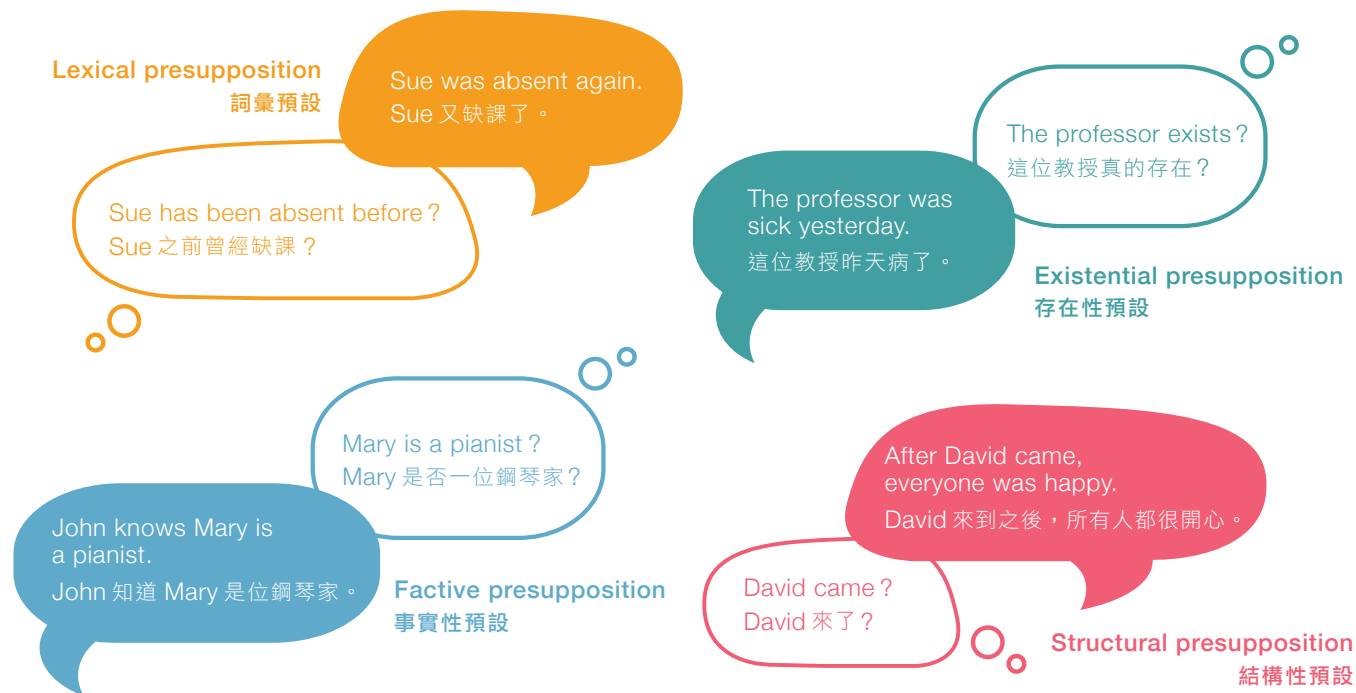 Lexical presupposition
詞彙預設
Sue was absent again.
Sue 又缺課了。
Sue has been absent before?
Sue 之前曾經缺課?
The professor exists?
這位教授真的存在?
The professor was
sick yesterday.
這位教授昨天病了。
Existential presupposition
存在性預設
Mary is a pianist?
Mary 是否一位鋼琴家?
John knows Mary is
a pianist.
John 知道 Mary 是位鋼琴家。
Factive presupposition
事實性預設
After David came,
everyone was happy.
David 來到之後,所有人都很開心。
David came?
David 來了?
Structural presupposition
結構性預設